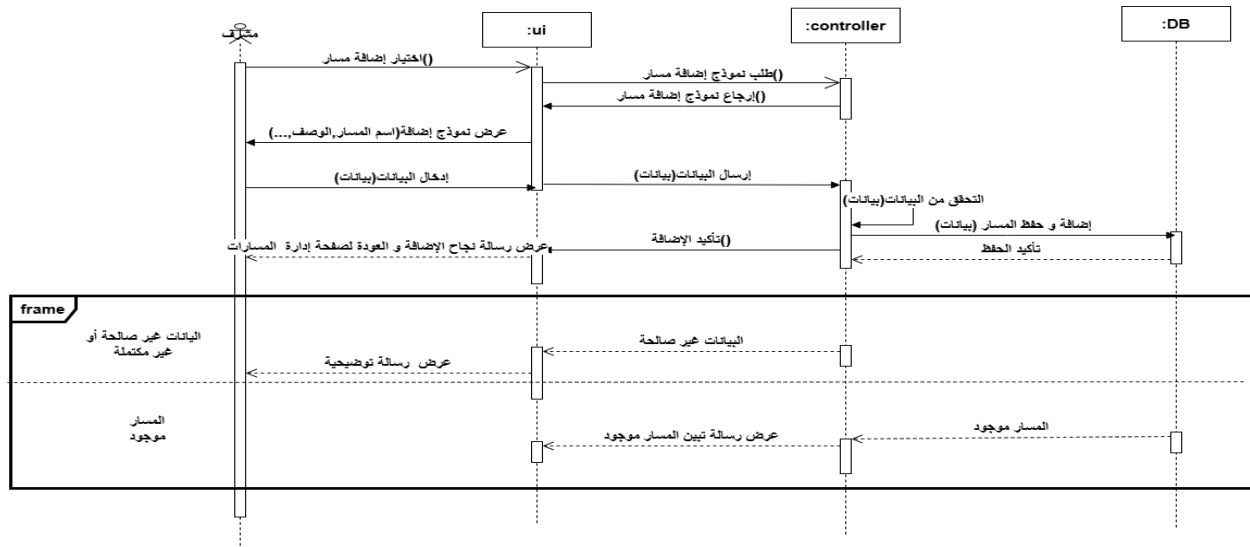 مشرف
:ui
:controller
:DB
اختيار إضافة مسار()
طلب نموذج إضافة مسار()
إرجاع نموذج إضافة مسار()
عرض نموذج إضافة(اسم المسار,الوصف,...)
إدخال البيانات(بيانات)
إرسال البيانات(بيانات)
التحقق من البيانات(بيانات)
إضافة و حفظ المسار (بيانات)
تأكيد الإضافة()
عرض رسالة نجاح الإضافة و العودة لصفحة إدارة المسارات
تأكيد الحفظ
frame
اليانات غير صالحة أو
غير مكتملة
البيانات غير صالحة
عرض رسالة توضيحية
المسار
موجود
المسار موجود
عرض رسالة تبين المسار موجود